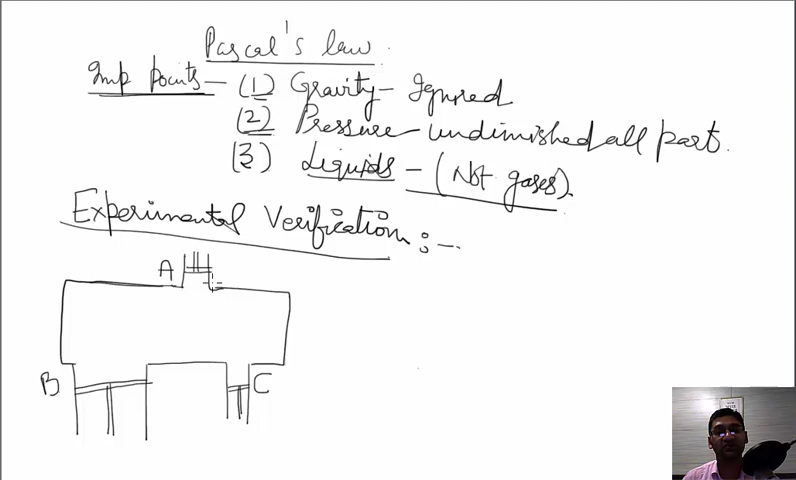 Pascal's law
Imp points - (1) Gravity - Ignored
(2) Pressure - undiminished all part.
(3) Liquids - (Not gases).
Experimental Verification :-
A
B
C